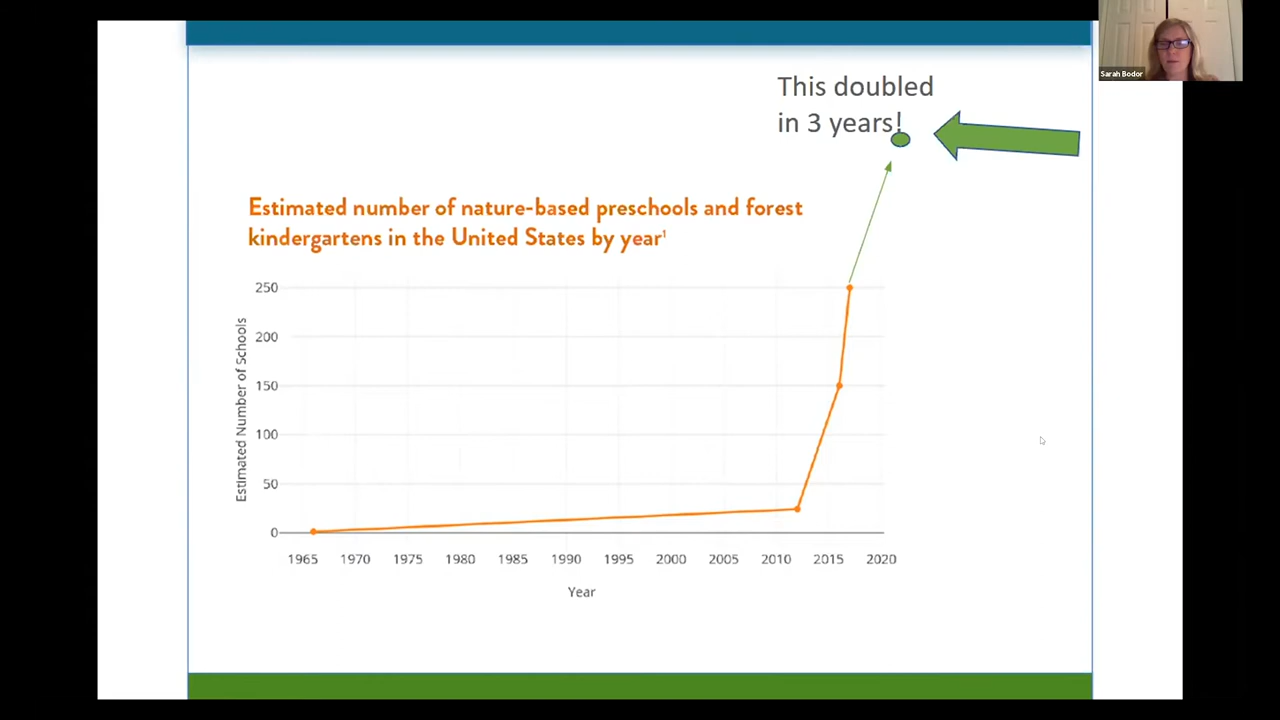 Sarah Bodor
This doubled
in 3 years!
Estimated number of nature-based preschools and forest
kindergartens in the United States by year¹
Estimated Number of Schools
250
200
150
100
50
0
1965 1970 1975 1980 1985 1990 1995 2000 2005 2010 2015 2020
Year